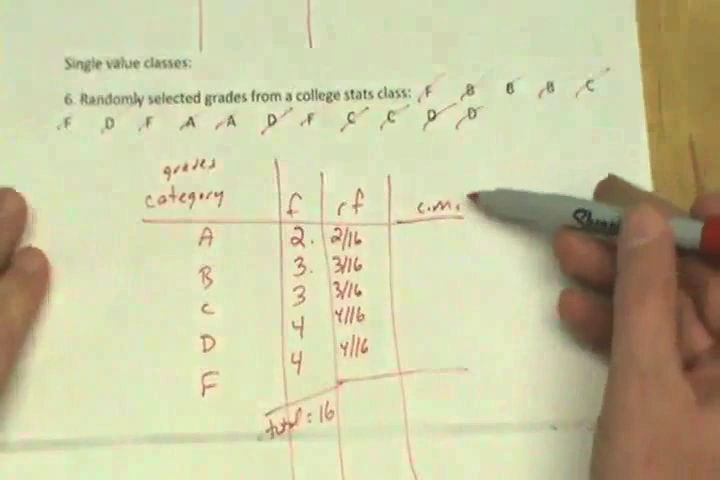 Single value classes:
6. Randomly selected grades from a college stats class: F B B B C
F D F A A D F C C D D
grades
category f rf c.m.
A 2 2/16
B 3 3/16
C 3 3/16
D 4 4/16
F 4 4/16
total: 16